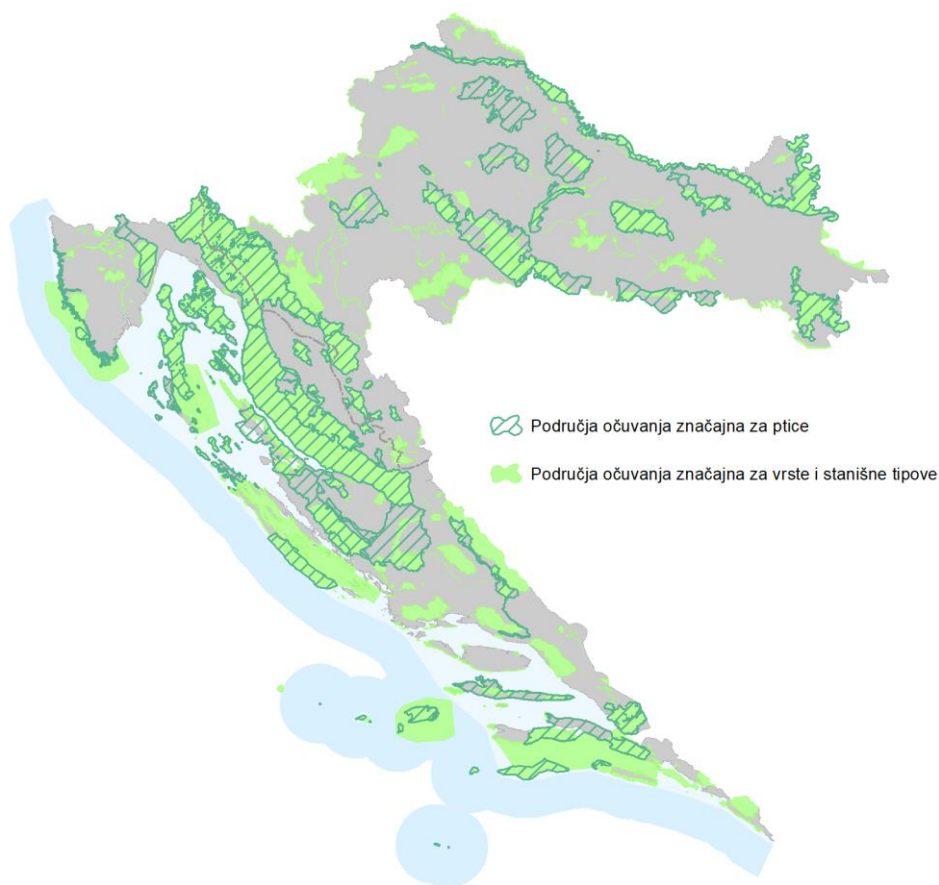 Područja očuvanja značajna za ptice
Područja očuvanja značajna za vrste i stanišne tipove